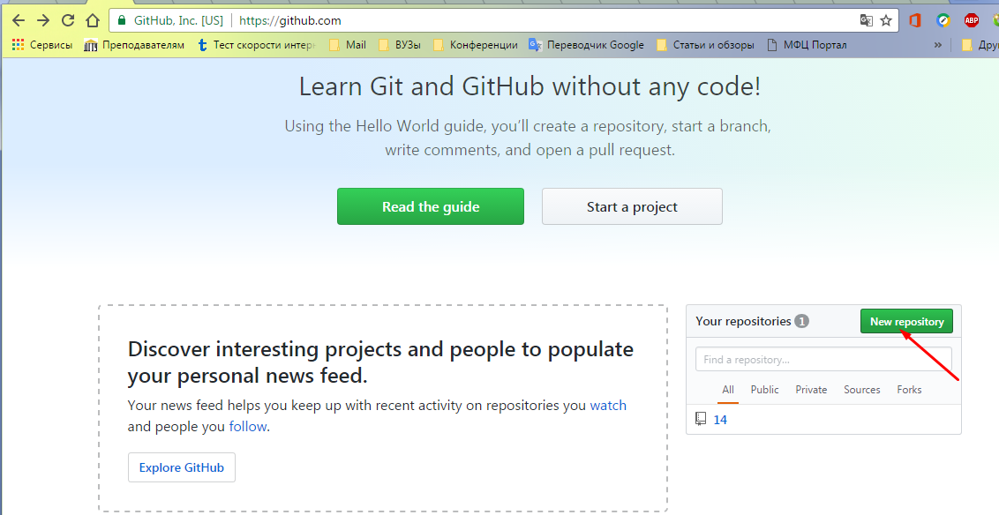 GitHub, Inc. [US] https://github.com
ABP
Сервисы Преподавателям Тест скорости интерн Mail ВУЗы Конференции Переводчик Google Статьи и обзоры МФЦ Портал » Дру
Learn Git and GitHub without any code!
Using the Hello World guide, you’ll create a repository, start a branch,
write comments, and open a pull request.
Read the guide Start a project
Discover interesting projects and people to populate
your personal news feed.
Your news feed helps you keep up with recent activity on repositories you watch
and people you follow.
Explore GitHub
Your repositories 1 New repository
Find a repository…
All Public Private Sources Forks
14